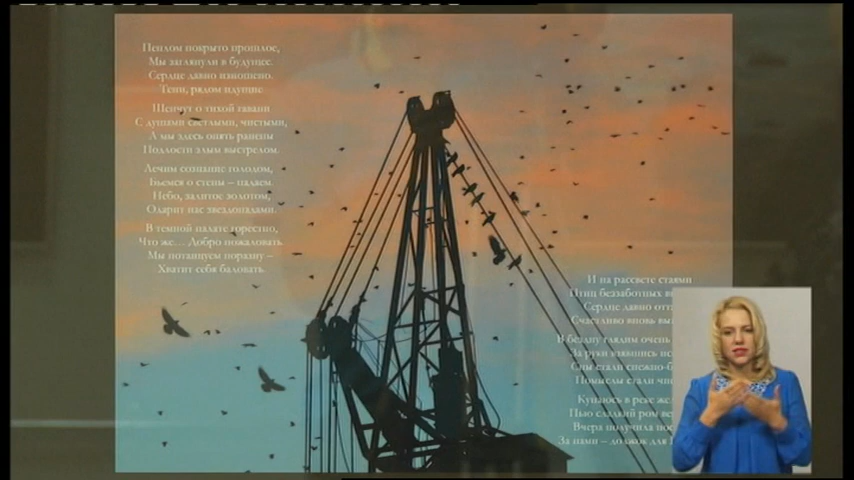 Пеплом покрыто прошлое,
Мы заглянули в будущее.
Сердце давно изношено.
Тени, рядом идущие
Шепчут о тихой гавани
С душами светлыми, чистыми,
А мы здесь опять ранены
Подлости злым выстрелом.
Лечим сознание голодом,
Бьемся о стены – падаем.
Небо, залитое золотом,
Одарит нас звездопадами.
В темной палате горестно,
Что же... Добро пожаловать
Мы потанцуем поразну –
Хватит себя баловать.
И на рассвете стаями
Птиц беззаботных
Сердце давно
Счастливо вновь
В бездну глядим очень
За руки взявшись
Сны стали снежно-б
Помыслы стали
Купаюсь в реке
Пью сладкий ром
Вчера получила
За нами – должок для